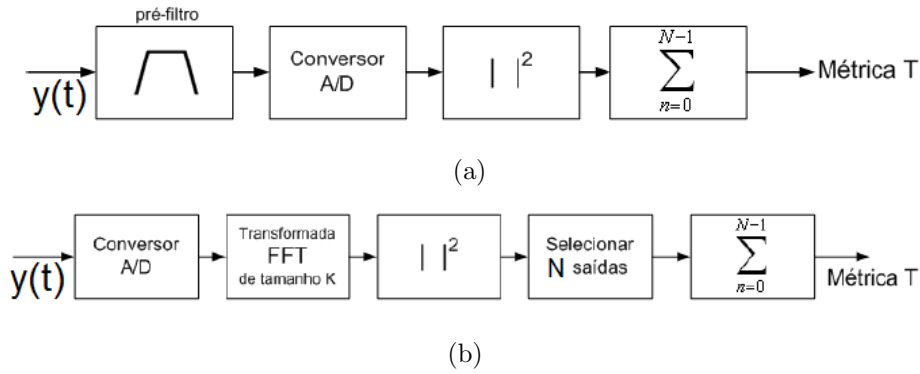 pré-filtro
y(t)
Conversor
A/D
| |²
N−1
∑
n=0
Métrica T
(a)
y(t)
Conversor
A/D
Transformada
FFT
de tamanho K
| |²
Selecionar
N saídas
N−1
∑
n=0
Métrica T
(b)